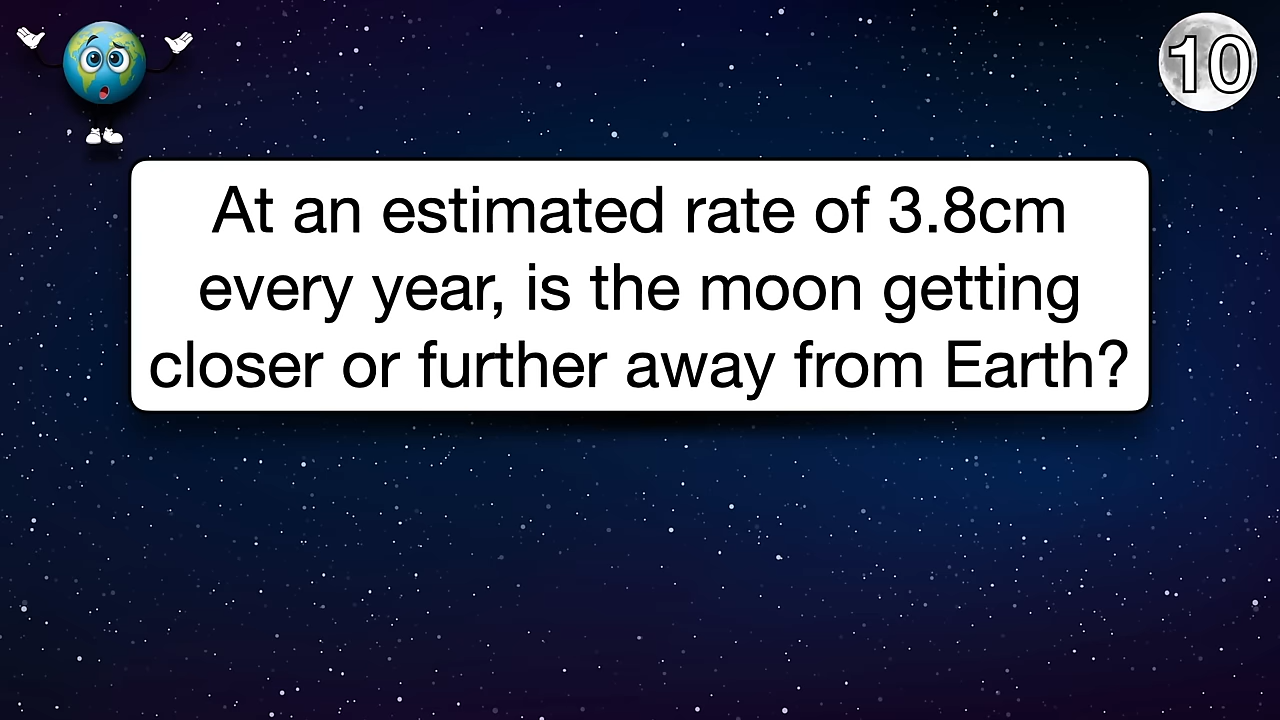 10
At an estimated rate of 3.8cm
every year, is the moon getting
closer or further away from Earth?